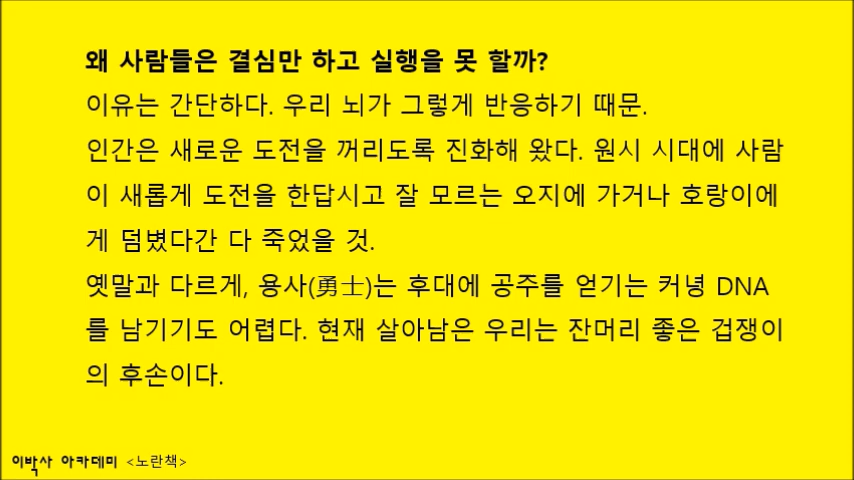 왜 사람들은 결심만 하고 실행을 못 할까?
이유는 간단하다. 우리 뇌가 그렇게 반응하기 때문.
인간은 새로운 도전을 꺼리도록 진화해 왔다. 원시 시대에 사람
이 새롭게 도전을 한답시고 잘 모르는 오지에 가거나 호랑이에
게 덤볐다간 다 죽었을 것.
옛말과 다르게, 용사(勇士)는 후대에 공주를 얻기는 커녕 DNA
를 남기기도 어렵다. 현재 살아남은 우리는 잔머리 좋은 겁쟁이
의 후손이다.
이박사 아카데미 <노란책>